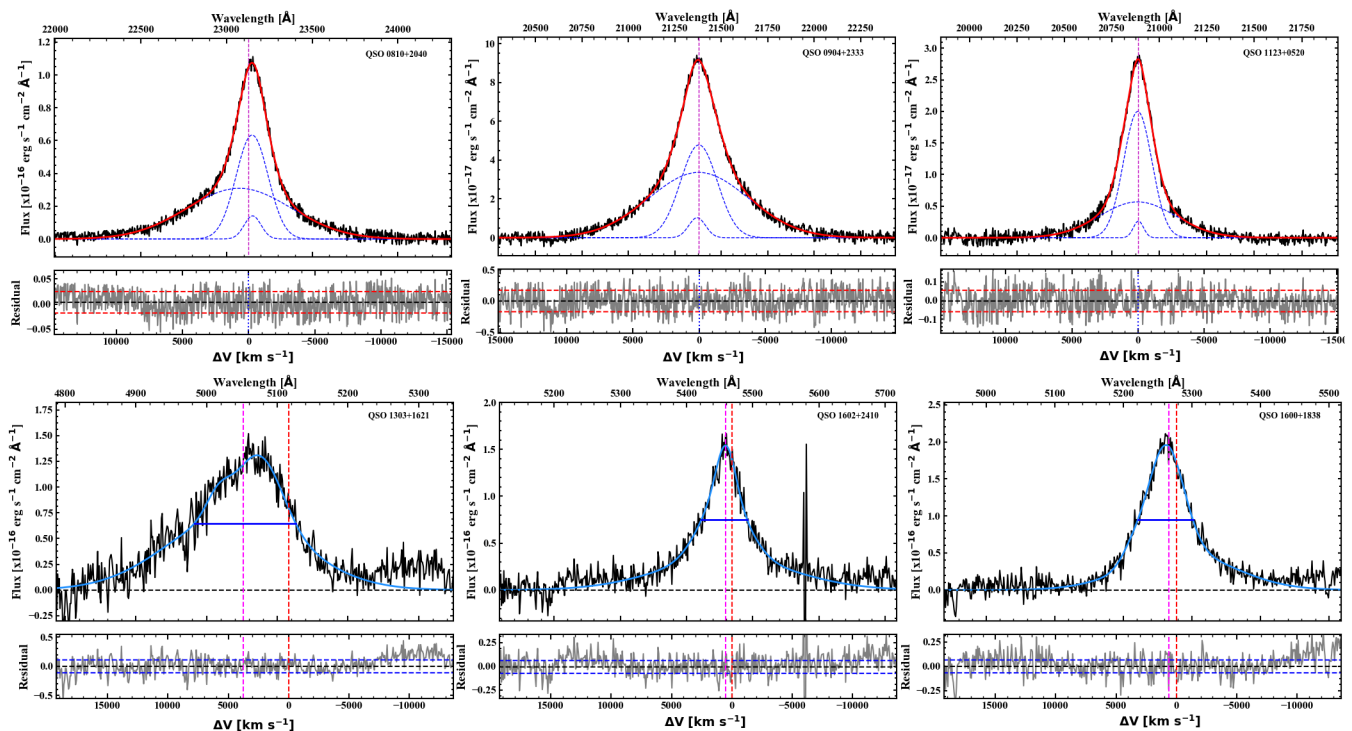 Wavelength [Å] Wavelength [Å] Wavelength [Å]
22000 22500 23000 23500 24000 20500 20750 21000 21250 21500 21750 22000 22250 20000 20250 20500 20750 21000 21250 21500 21750
QSO 0810+2040 QSO 0904+2333 QSO 1123+0520
Flux [x10⁻¹⁶ erg s⁻¹ cm⁻² Å⁻¹] Flux [x10⁻¹⁷ erg s⁻¹ cm⁻² Å⁻¹] Flux [x10⁻¹⁷ erg s⁻¹ cm⁻² Å⁻¹]
1.2 1.0 0.8 0.6 0.4 0.2 0.0
10 8 6 4 2 0
3.0 2.5 2.0 1.5 1.0 0.5 0.0
Residual Residual Residual
0.05 0.00 −0.05
0.5 0.0 −0.5
0.1 0.0 −0.1
10000 5000 0 −5000 −10000 −15000 15000 10000 5000 0 −5000 −10000 10000 5000 0 −5000 −10000 −1500
ΔV [km s⁻¹] ΔV [km s⁻¹] ΔV [km s⁻¹]
Wavelength [Å] Wavelength [Å] Wavelength [Å]
4800 4900 5000 5100 5200 5300 5200 5300 5400 5500 5600 5700 5000 5100 5200 5300 5400 5500
QSO 1303+1621 QSO 1602+2410 QSO 1600+1838
Flux [x10⁻¹⁶ erg s⁻¹ cm⁻² Å⁻¹] Flux [x10⁻¹⁶ erg s⁻¹ cm⁻² Å⁻¹] Flux [x10⁻¹⁶ erg s⁻¹ cm⁻² Å⁻¹]
1.75 1.50 1.25 1.00 0.75 0.50 0.25 0.00 −0.25
2.0 1.5 1.0 0.5 0.0
2.5 2.0 1.5 1.0 0.5 0.0
Residual Residual Residual
0.5 0.0 −0.5
0.25 0.00 −0.25
0.25 0.00 −0.25
15000 10000 5000 0 −5000 −10000 15000 10000 5000 0 −5000 −10000 15000 10000 5000 0 −5000 −10000
ΔV [km s⁻¹] ΔV [km s⁻¹] ΔV [km s⁻¹]